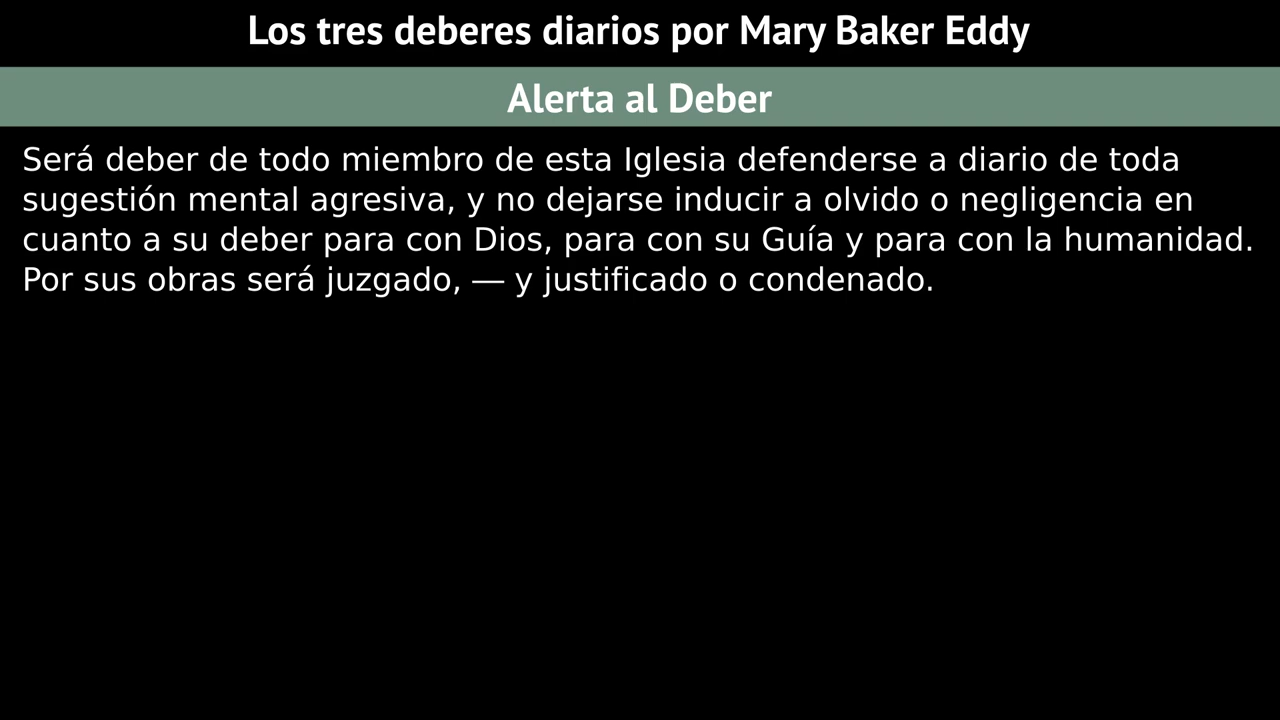 Los tres deberes diarios por Mary Baker Eddy
Alerta al Deber
Será deber de todo miembro de esta Iglesia defenderse a diario de toda
sugestión mental agresiva, y no dejarse inducir a olvido o negligencia en
cuanto a su deber para con Dios, para con su Guía y para con la humanidad.
Por sus obras será juzgado, — y justificado o condenado.